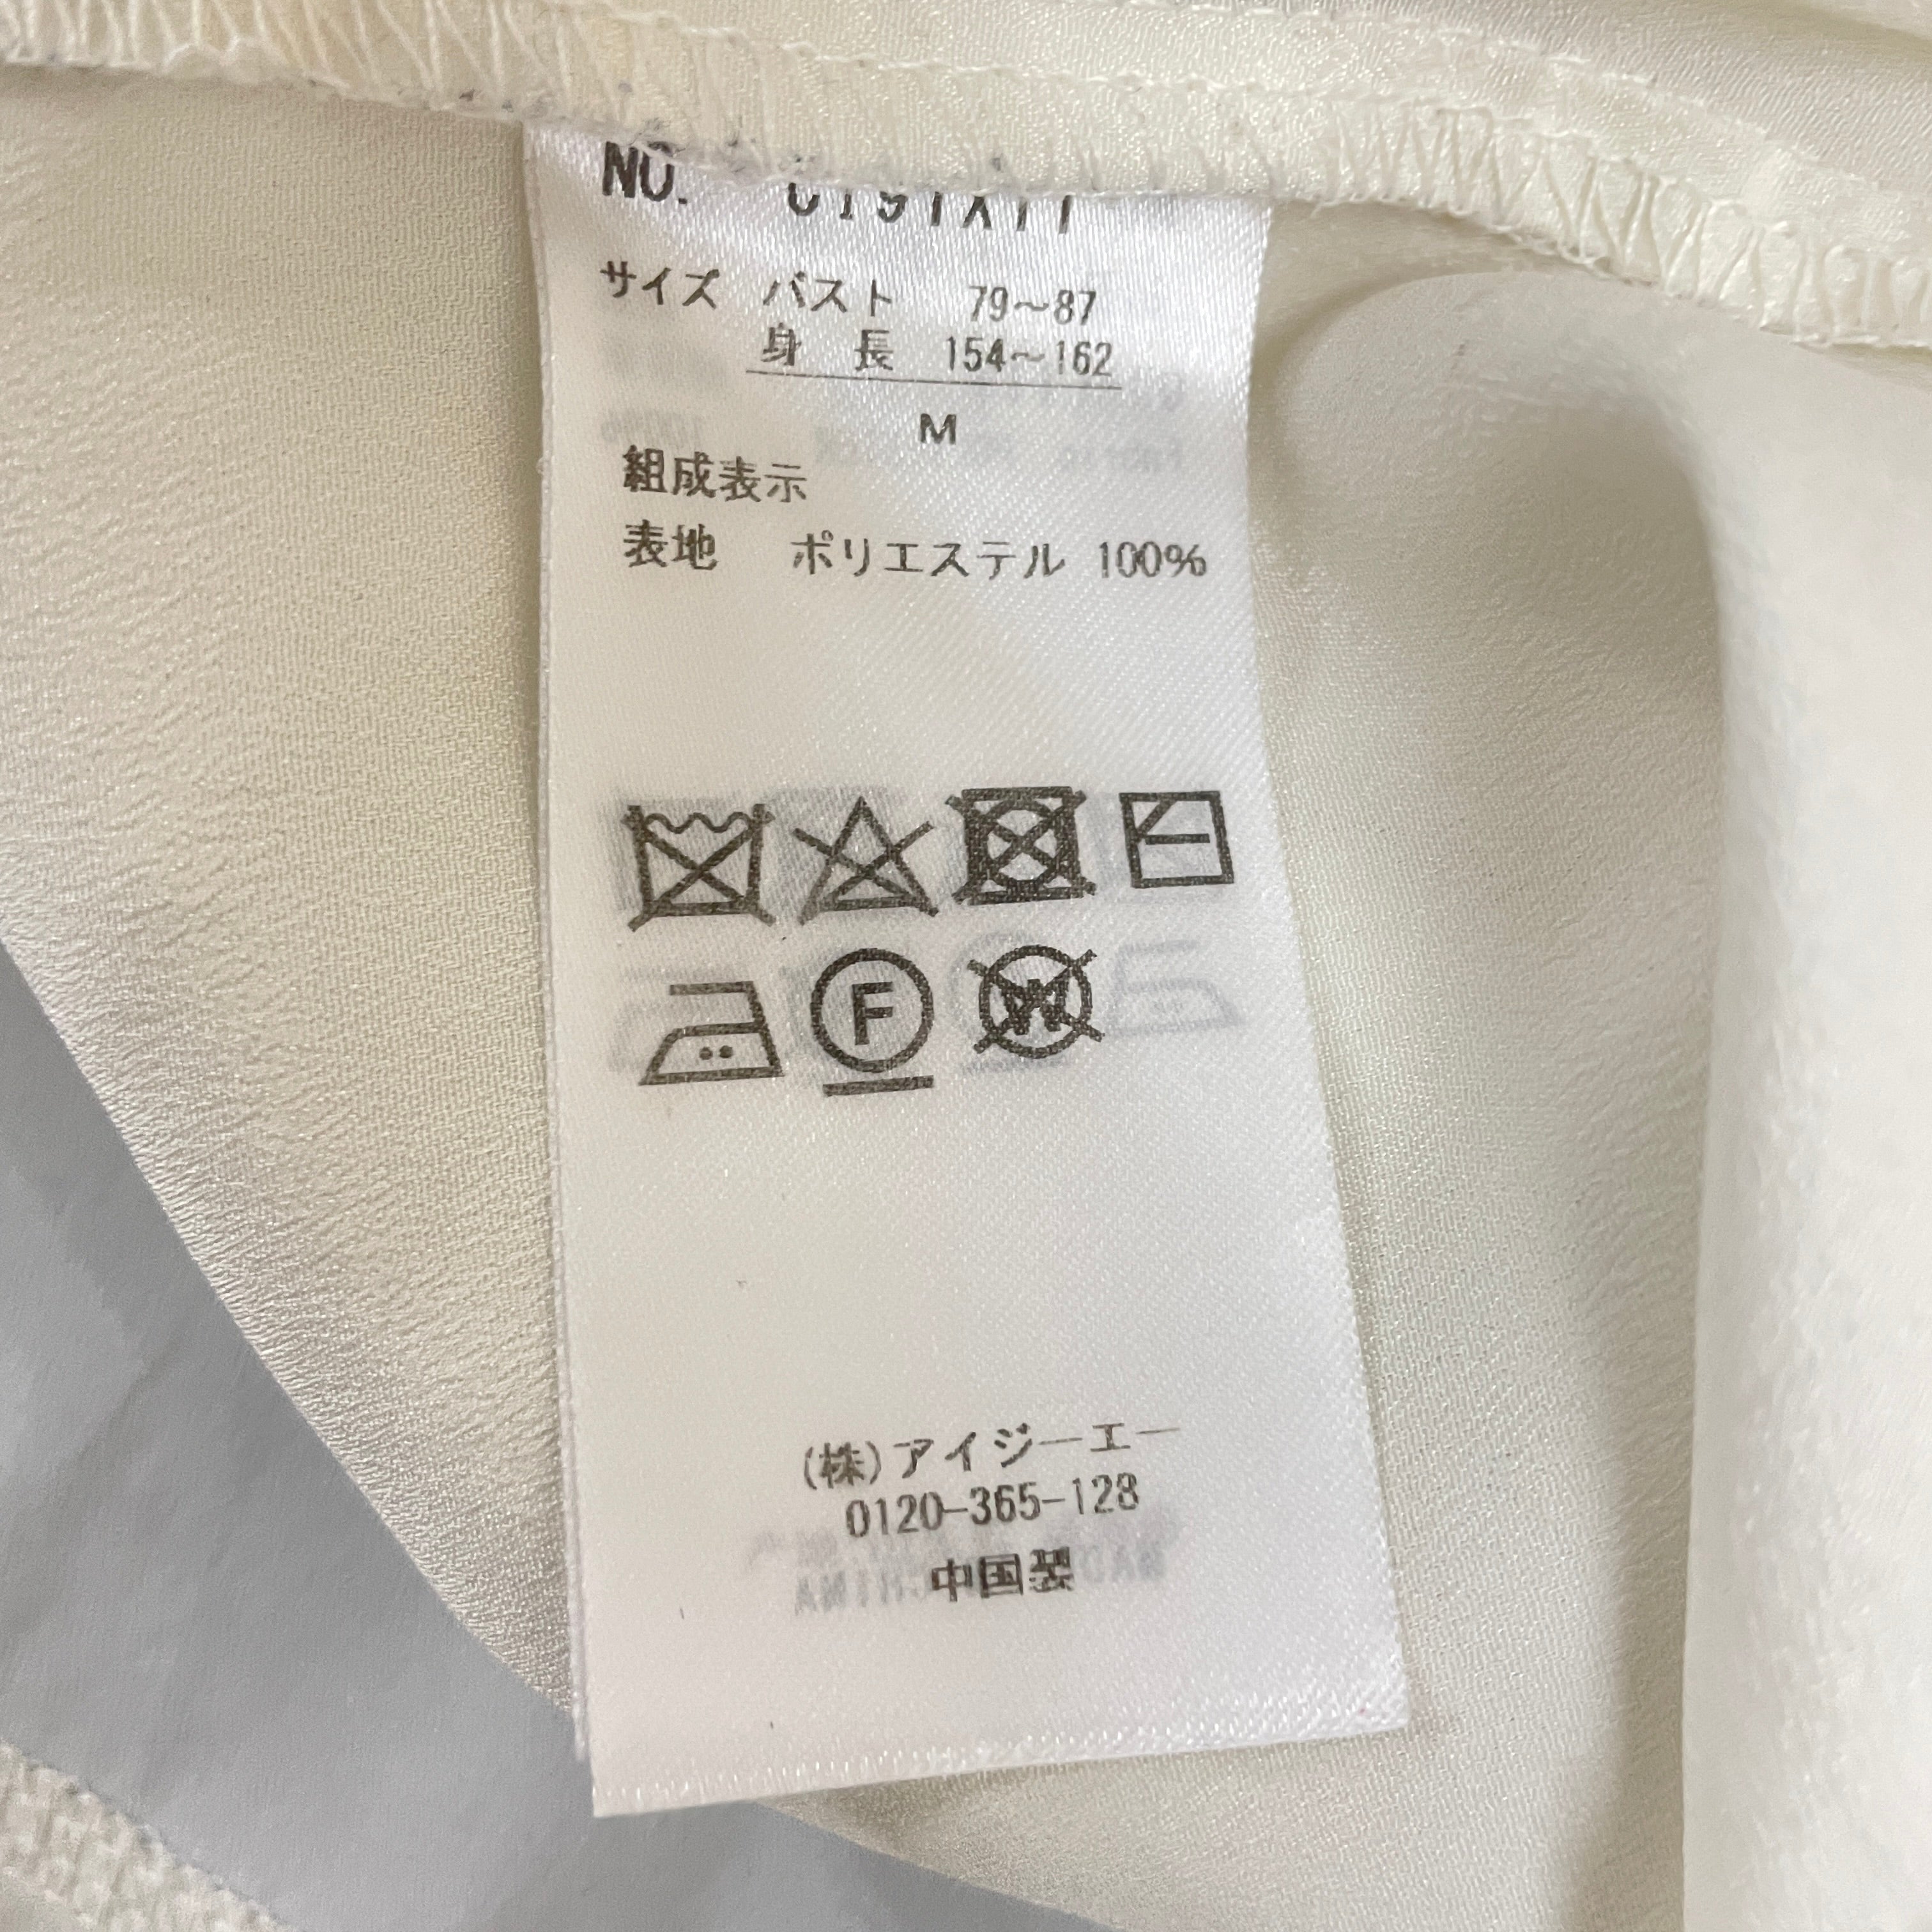 NO.
サイズ バスト 79～87
身 長 154～162
M
組成表示
表地 ポリエステル 100%
F
W
(株)アイジーエー
0120-365-128
中国製